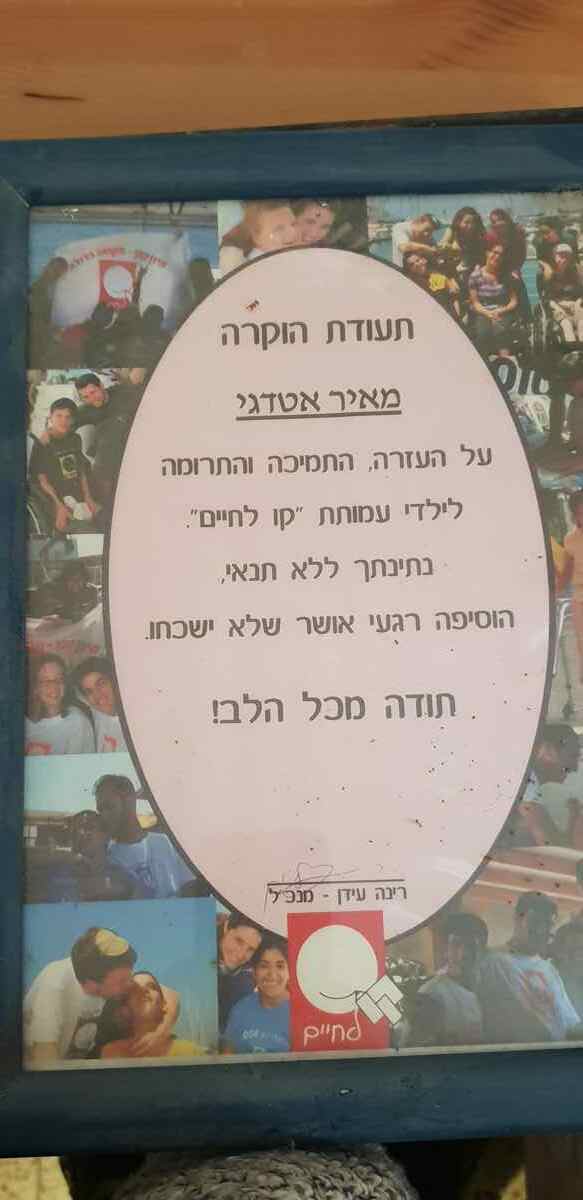 תעודת הוקרה
מאיר אטדגי
על העזרה, התמיכה והתרומה
לילדי עמותת "קו לחיים".
נתינתך ללא תנאי,
הוסיפה רגעי אושר שלא ישכחו.
תודה מכל הלב!
רינה עידן - מנכ"ל
לחיים